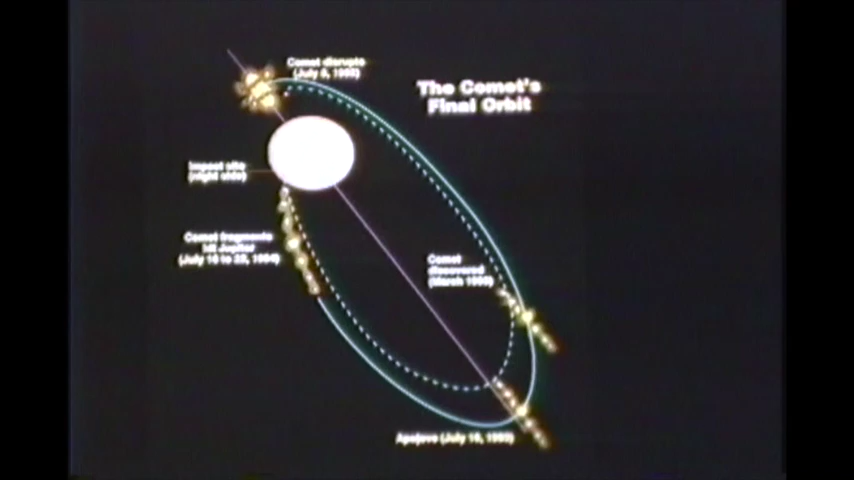 Comet disrupts
(July 8, 1992)
The Comet's
Final Orbit
Impact site
(night side)
Comet fragments
hit Jupiter
(July 16 to 22, 1994)
Comet
discovered
(March 1993)
Apojove (July 16, 1993)